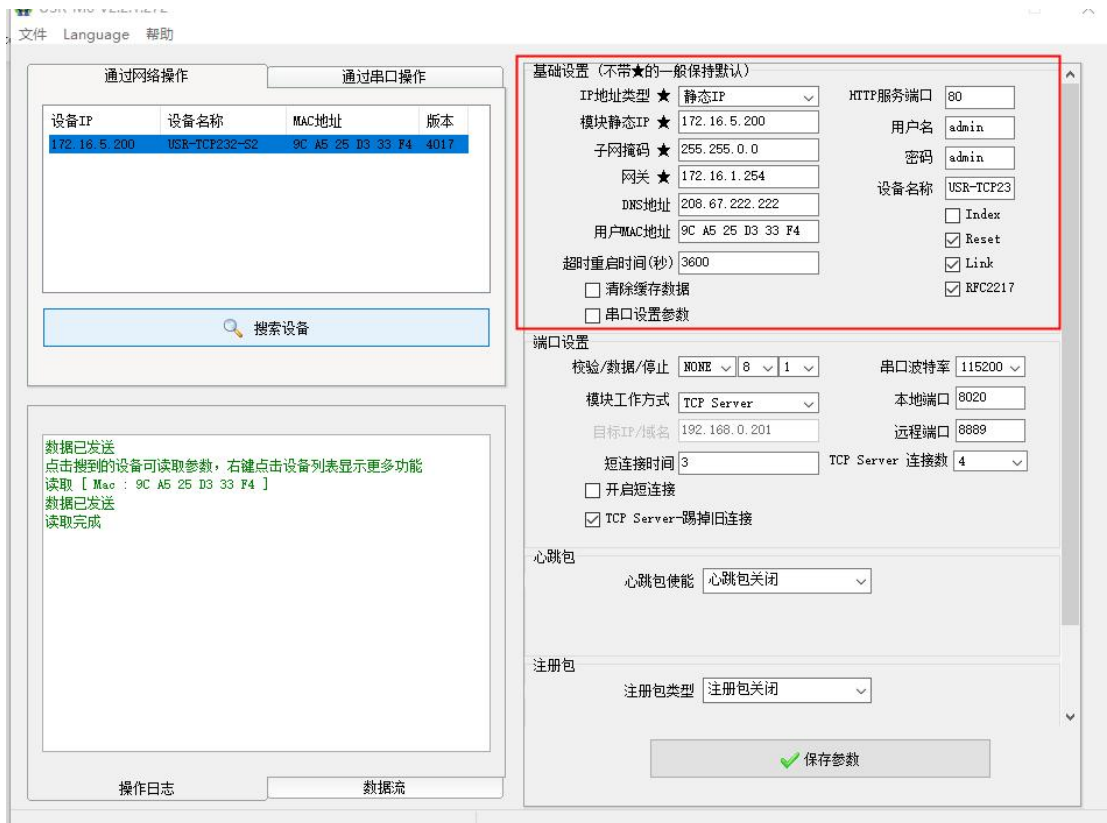 文件 Language 帮助
通过网络操作 通过串口操作
设备IP 设备名称 MAC地址 版本
172.16.5.200 USR-TCP232-S2 9C A5 25 D3 33 F4 4017
搜索设备
数据已发送
点击搜到的设备可读取参数，右键点击设备列表显示更多功能
读取 [ Mac : 9C A5 25 D3 33 F4 ]
数据已发送
读取完成
操作日志 数据流
基础设置（不带★的一般保持默认）
IP地址类型 ★ 静态IP HTTP服务端口 80
模块静态IP ★ 172.16.5.200 用户名 admin
子网掩码 ★ 255.255.0.0 密码 admin
网关 ★ 172.16.1.254 设备名称 USR-TCP23
DNS地址 208.67.222.222 Index
用户MAC地址 9C A5 25 D3 33 F4 Reset
超时重启时间(秒) 3600 Link
清除缓存数据 RFC2217
串口设置参数
端口设置
校验/数据/停止 NONE 8 1 串口波特率 115200
模块工作方式 TCP Server 本地端口 8020
目标IP/域名 192.168.0.201 远程端口 8889
短连接时间 3 TCP Server 连接数 4
开启短连接
TCP Server-踢掉旧连接
心跳包
心跳包使能 心跳包关闭
注册包
注册包类型 注册包关闭
保存参数